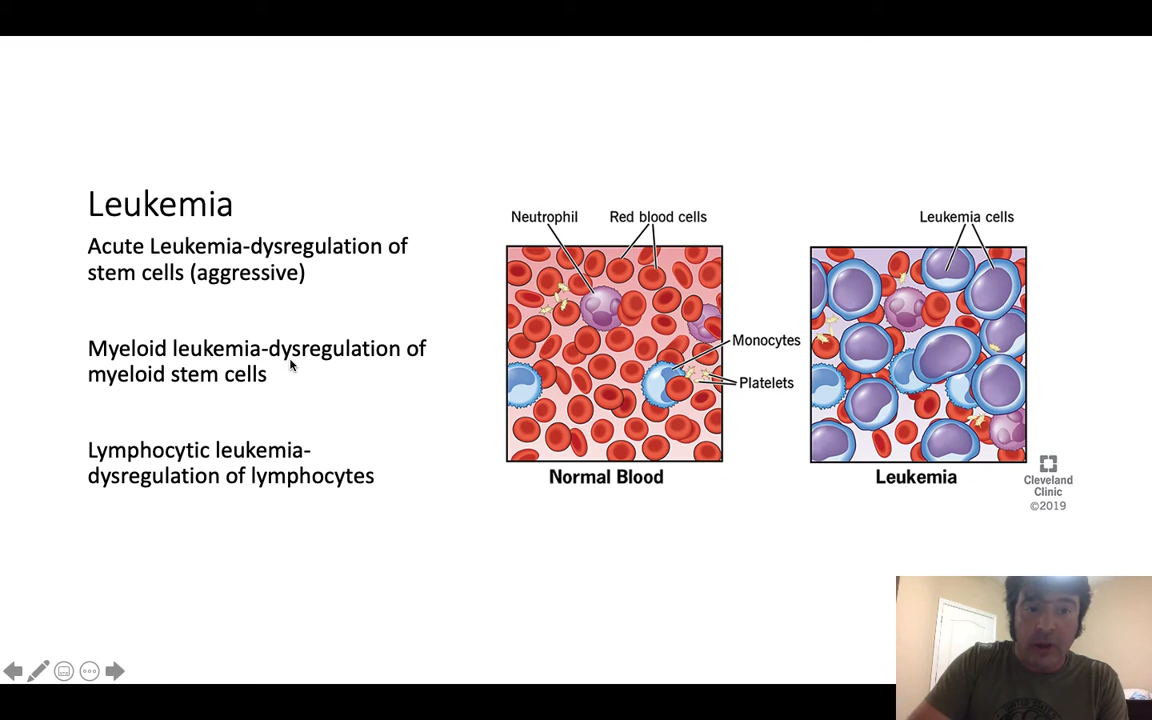 Leukemia
Acute Leukemia-dysregulation of
stem cells (aggressive)
Myeloid leukemia-dysregulation of
myeloid stem cells
Lymphocytic leukemia-
dysregulation of lymphocytes
Neutrophil
Red blood cells
Monocytes
Platelets
Normal Blood
Leukemia cells
Leukemia
Cleveland
Clinic
©2019